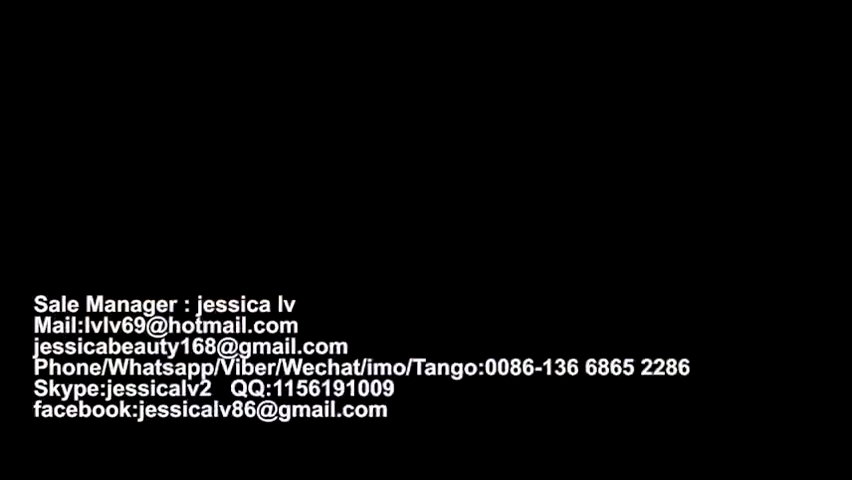 Sale Manager : jessica lv
Mail:lvlv69@hotmail.com
jessicabeauty168@gmail.com
Phone/Whatsapp/Viber/Wechat/imo/Tango:0086-136 6865 2286
Skype:jessicalv2   QQ:1156191009
facebook:jessicalv86@gmail.com